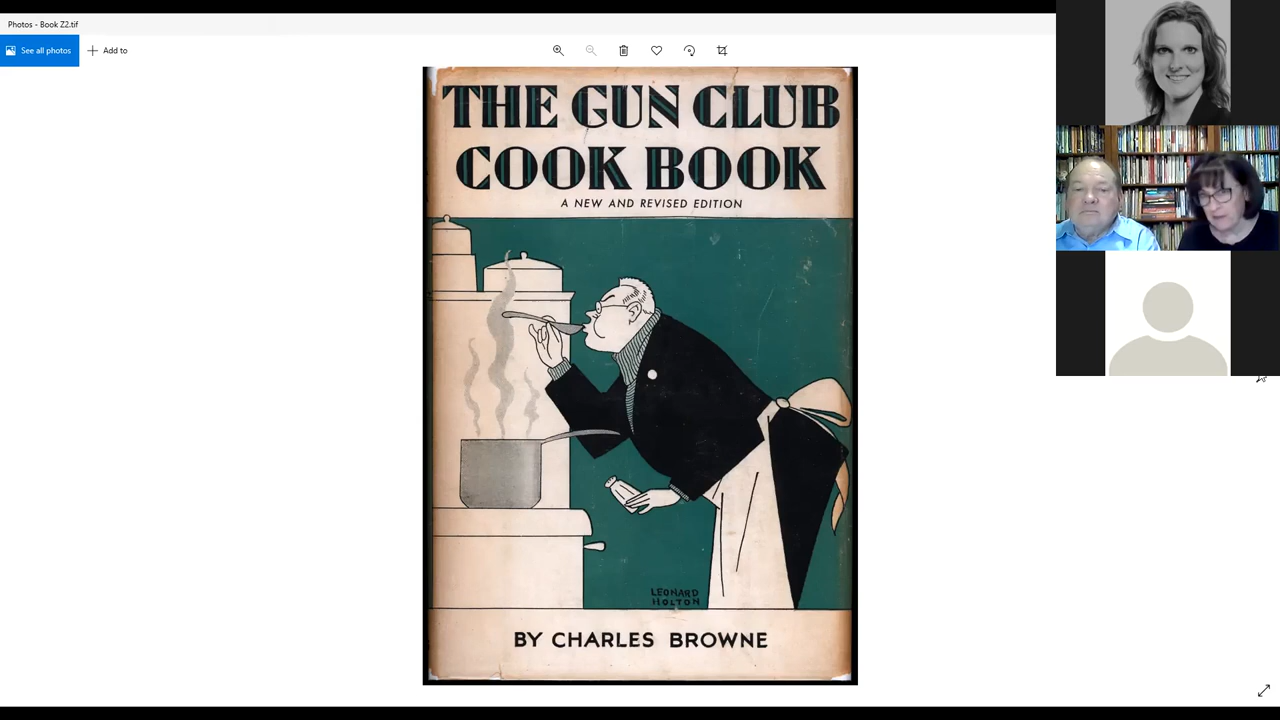 Photos - Book Z2.tif
See all photos
Add to
THE GUN CLUB
COOK BOOK
A NEW AND REVISED EDITION
LEONARD
HOLTON
BY CHARLES BROWNE